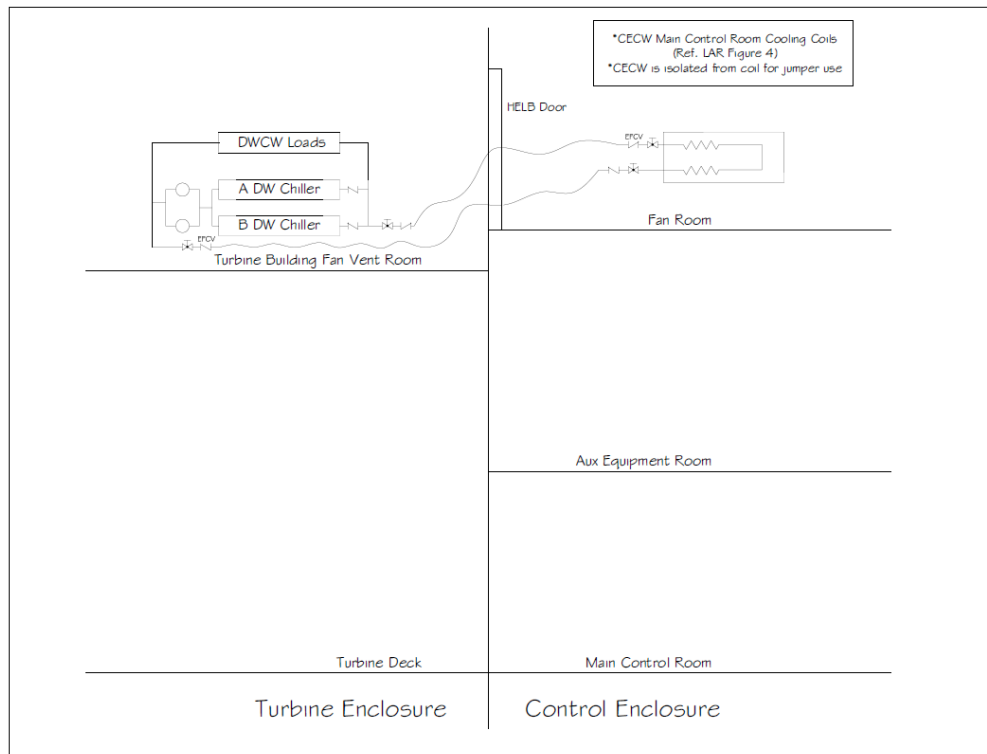 *CECW Main Control Room Cooling Coils
(Ref. LAR Figure 4)
*CECW is isolated from coil for jumper use
HELB Door
DWCW Loads
A DW Chiller
B DW Chiller
EFCV
EFCV
Turbine Building Fan Vent Room
Fan Room
Aux Equipment Room
Turbine Deck
Main Control Room
Turbine Enclosure
Control Enclosure